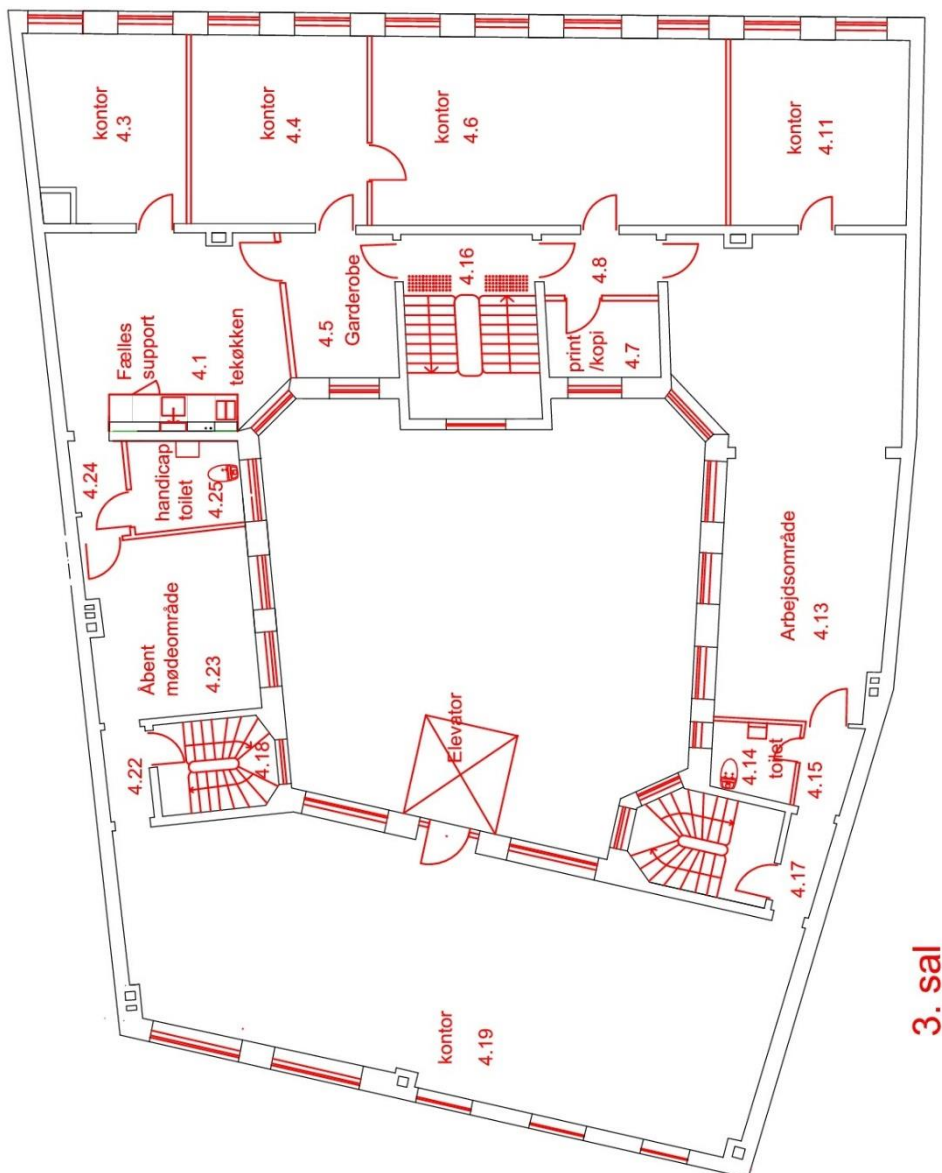 kontor
4.3
kontor
4.4
kontor
4.6
kontor
4.11
Fælles
support
4.1
tekøkken
4.5
Garderobe
4.16
4.8
print
/kopi
4.7
4.24
handicap
toilet
4.25
Åbent
mødeområde
4.23
4.22
4.18
Elevator
Arbejdsområde
4.13
4.14
toilet
4.15
4.17
kontor
4.19
3. sal